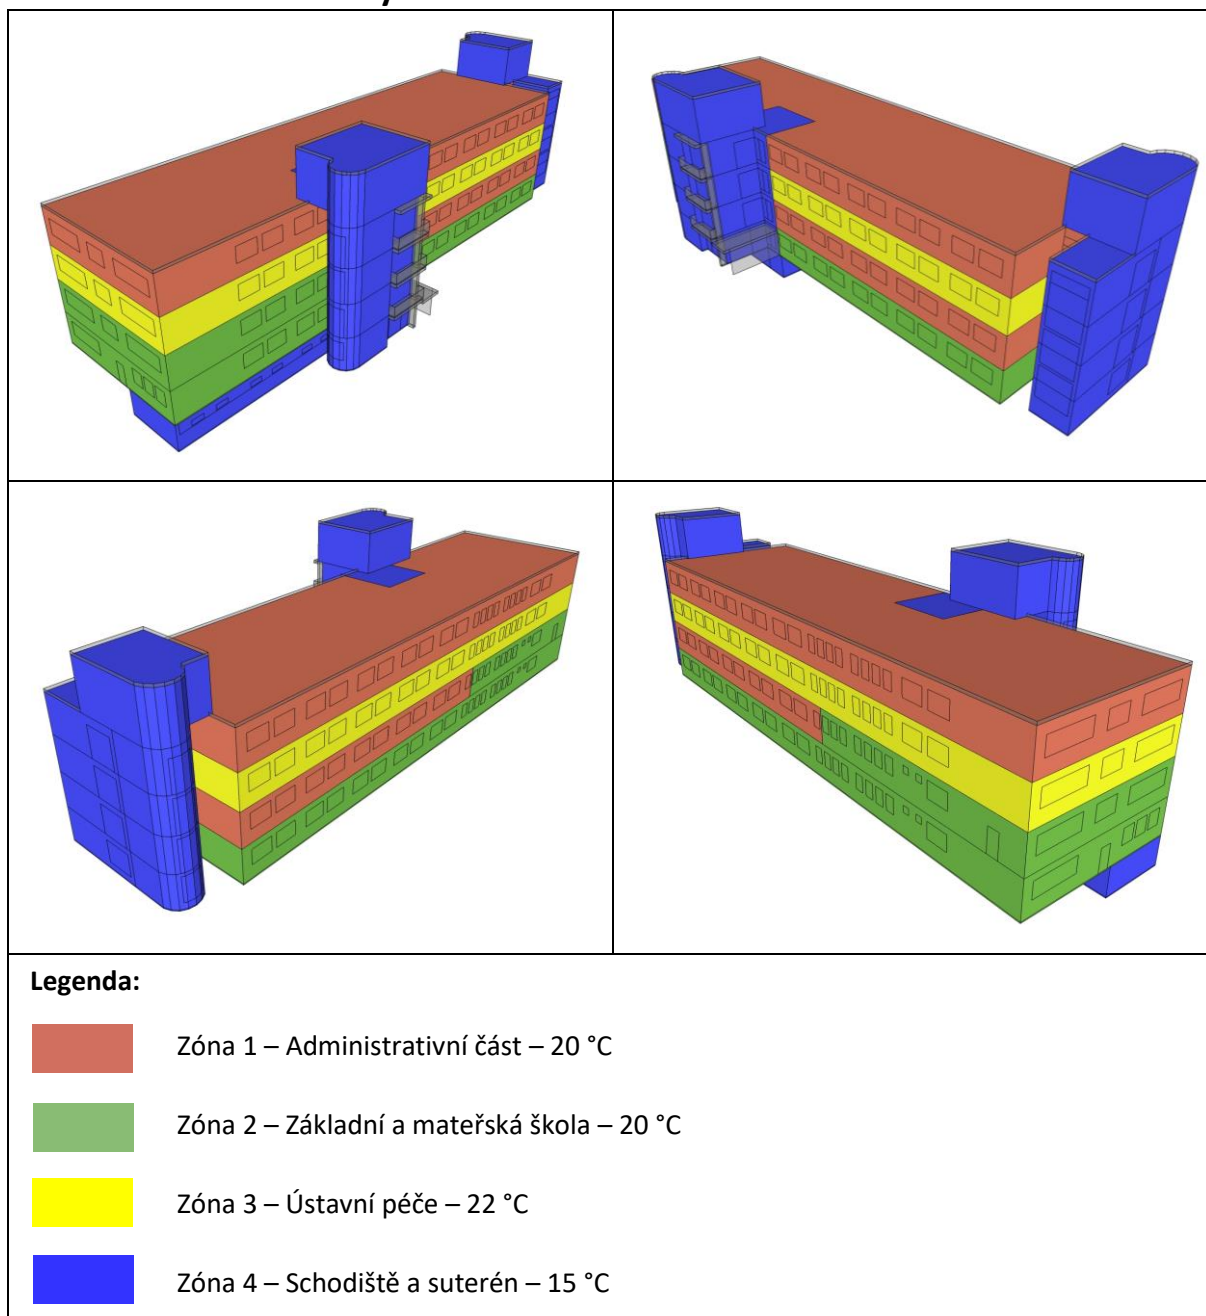 Legenda:
Zóna 1 – Administrativní část – 20 °C
Zóna 2 – Základní a mateřská škola – 20 °C
Zóna 3 – Ústavní péče – 22 °C
Zóna 4 – Schodiště a suterén – 15 °C